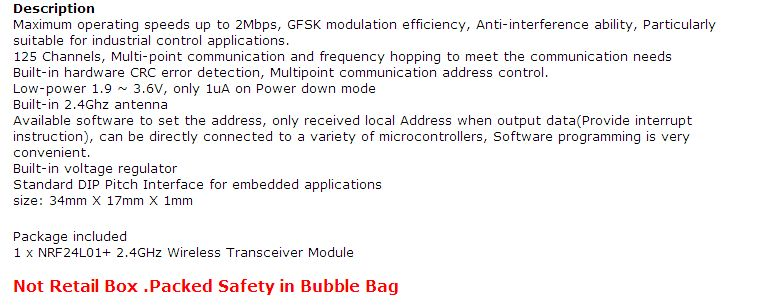 Description
Maximum operating speeds up to 2Mbps, GFSK modulation efficiency, Anti-interference ability, Particularly
suitable for industrial control applications.
125 Channels, Multi-point communication and frequency hopping to meet the communication needs
Built-in hardware CRC error detection, Multipoint communication address control.
Low-power 1.9 ~ 3.6V, only 1uA on Power down mode
Built-in 2.4Ghz antenna
Available software to set the address, only received local Address when output data(Provide interrupt
instruction), can be directly connected to a variety of microcontrollers, Software programming is very
convenient.
Built-in voltage regulator
Standard DIP Pitch Interface for embedded applications
size: 34mm X 17mm X 1mm
Package included
1 x NRF24L01+ 2.4GHz Wireless Transceiver Module
Not Retail Box .Packed Safety in Bubble Bag